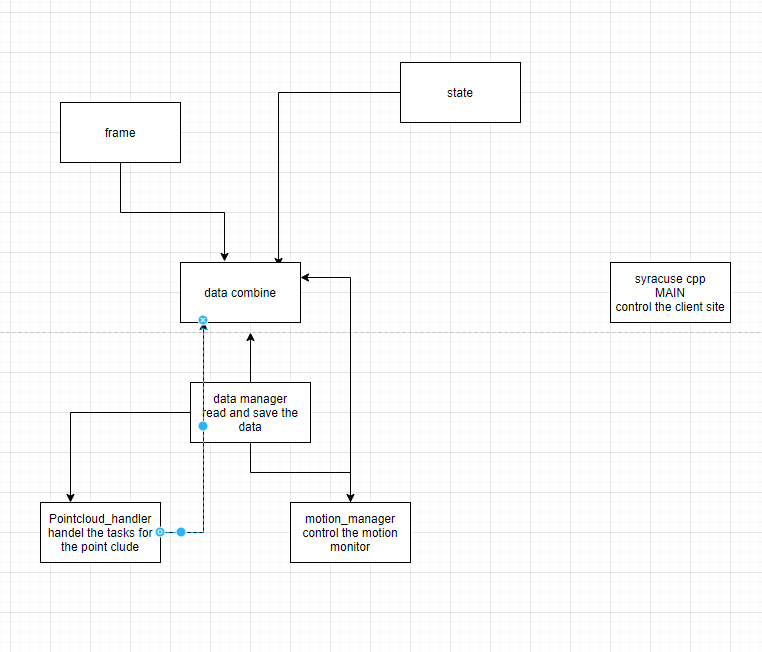 state
frame
data combine
syracuse cpp
MAIN
control the client site
data manager
read and save the
data
Pointcloud_handler
handel the tasks for
the point clude
motion_manager
control the motion
monitor